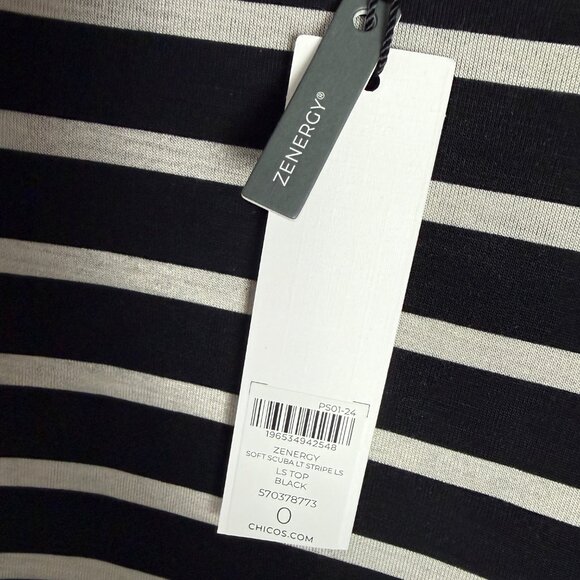 ZENERGY®
PS01-24
196534942548
ZENERGY
SOFT SCUBA LT STRIPE LS
LS TOP
BLACK
570378773
0
CHICOS.COM